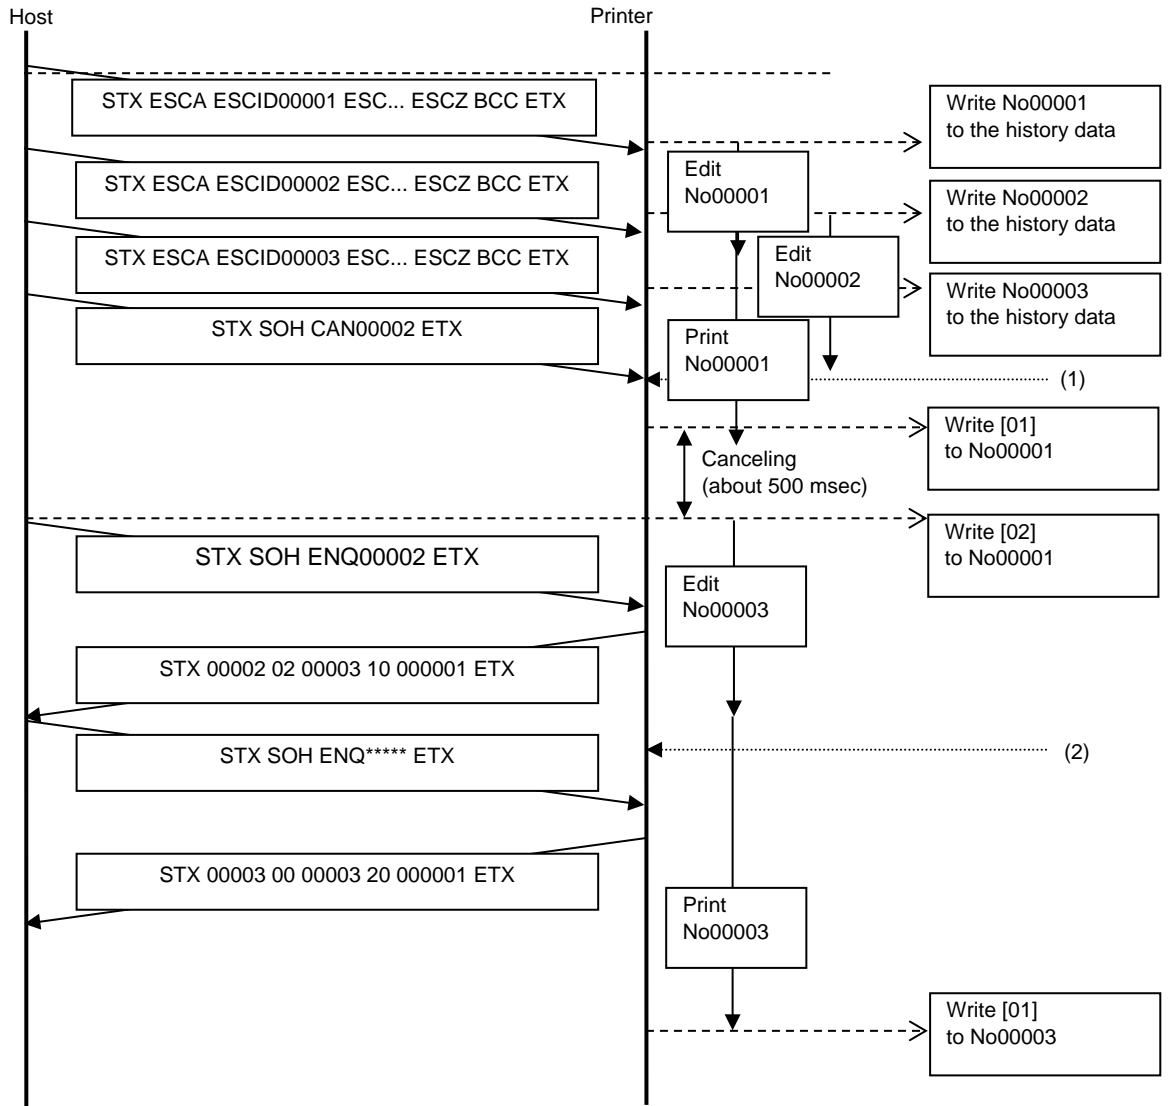 Host
Printer
STX ESCA ESCID00001 ESC... ESCZ BCC ETX
Write No00001
to the history data
Edit
No00001
STX ESCA ESCID00002 ESC... ESCZ BCC ETX
Write No00002
to the history data
STX ESCA ESCID00003 ESC... ESCZ BCC ETX
Edit
No00002
Write No00003
to the history data
STX SOH CAN00002 ETX
Print
No00001
(1)
Write [01]
to No00001
Canceling
(about 500 msec)
Write [02]
to No00001
STX SOH ENQ00002 ETX
Edit
No00003
STX 00002 02 00003 10 000001 ETX
STX SOH ENQ***** ETX
(2)
STX 00003 00 00003 20 000001 ETX
Print
No00003
Write [01]
to No00003